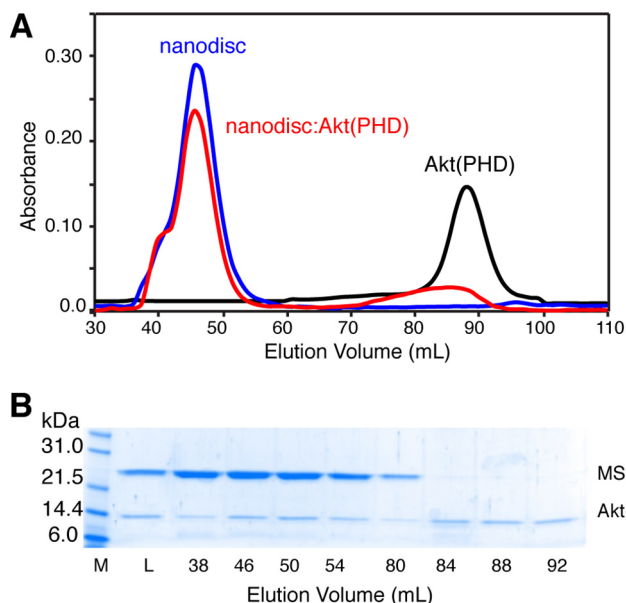 A
nanodisc
nanodisc:Akt(PHD)
Akt(PHD)
Absorbance
0.30
0.20
0.10
0.0
30 40 50 60 70 80 90 100 110
Elution Volume (mL)
B
kDa
31.0
21.5
14.4
6.0
MS
Akt
M L 38 46 50 54 80 84 88 92
Elution Volume (mL)